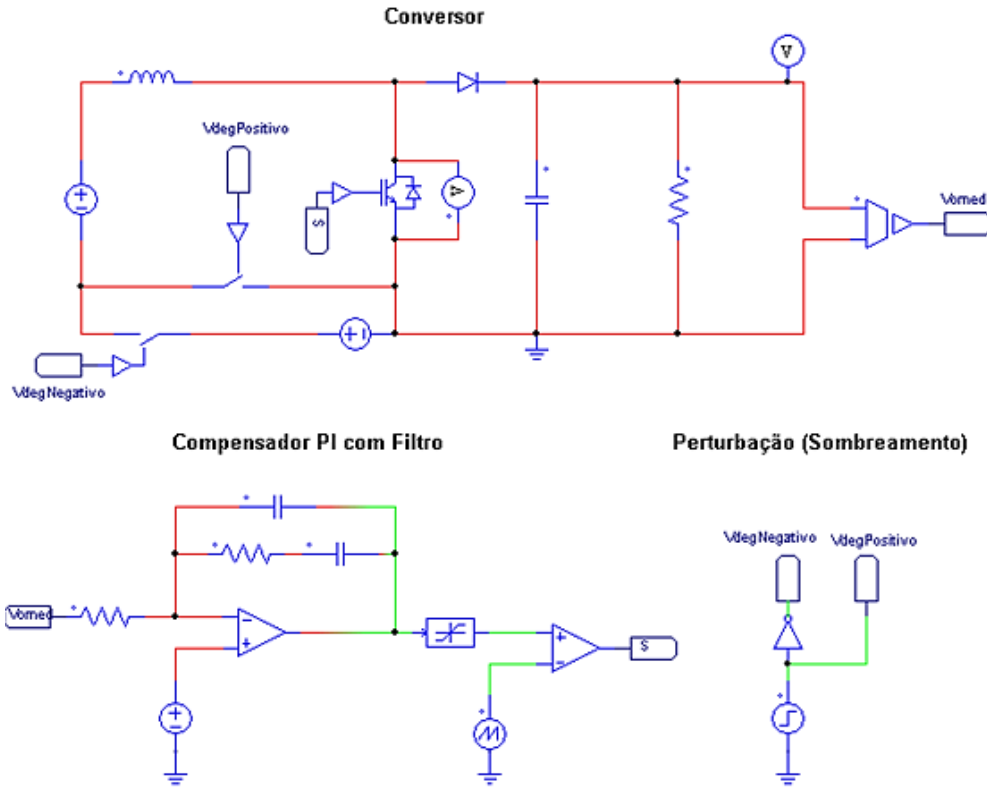 Conversor
V
VdegPositivo
V
S
Vomed
VdegNegativo
Compensador PI com Filtro
Perturbação (Sombreamento)
VdegNegativo
VdegPositivo
Vomed
S